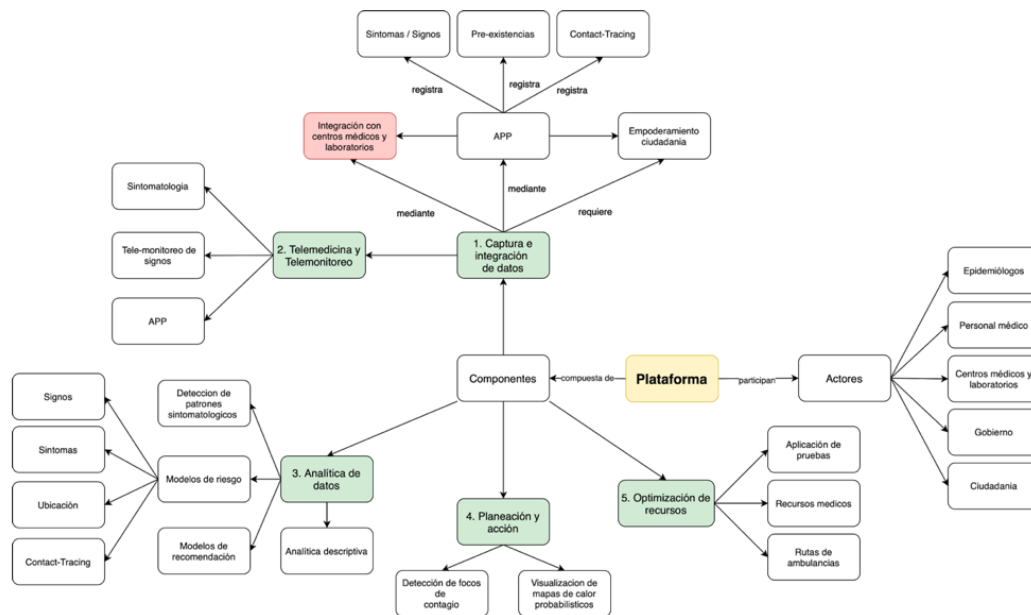 Sintomas / Signos
Pre-existencias
Contact-Tracing
registra
registra
registra
Integración con
centros médicos y
laboratorios
APP
Empoderamiento
ciudadania
mediante
mediante
requiere
Sintomatologia
Tele-monitoreo de
signos
APP
2. Telemedicina y
Telemonitoreo
1. Captura e
integración
de datos
Componentes
compuesta de
Plataforma
participan
Actores
Epidemiólogos
Personal médico
Centros médicos y
laboratorios
Gobierno
Ciudadania
Signos
Sintomas
Ubicación
Contact-Tracing
Deteccion de
patrones
sintomatologicos
Modelos de riesgo
Modelos de
recomendación
3. Analítica de
datos
Analítica descriptiva
4. Planeación y
acción
Detección de focos
de
contagio
Visualizacion de
mapas de calor
probabilisticos
5. Optimización de
recursos
Aplicación de
pruebas
Recursos medicos
Rutas de
ambulancias